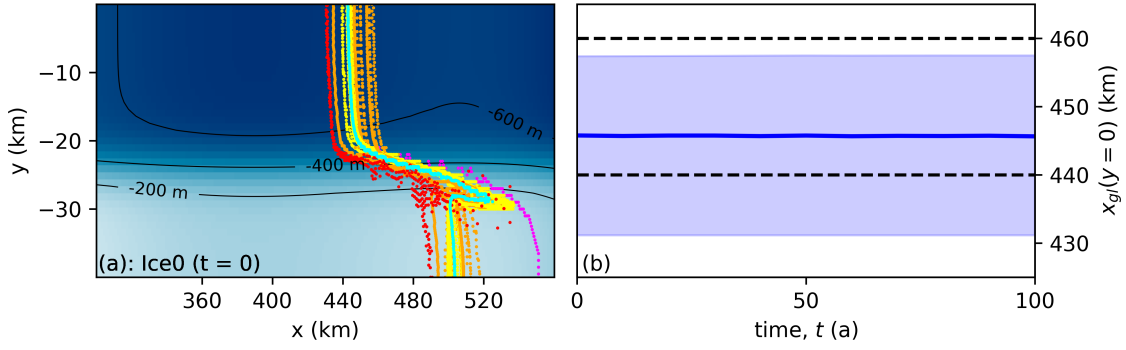 -600 m
-400 m
-200 m
(a): Ice0 (t = 0)
−10
−20
−30
y (km)
360 400 440 480 520
x (km)
(b)
460
450
440
430
x_gl(y = 0) (km)
0 50 100
time, t (a)